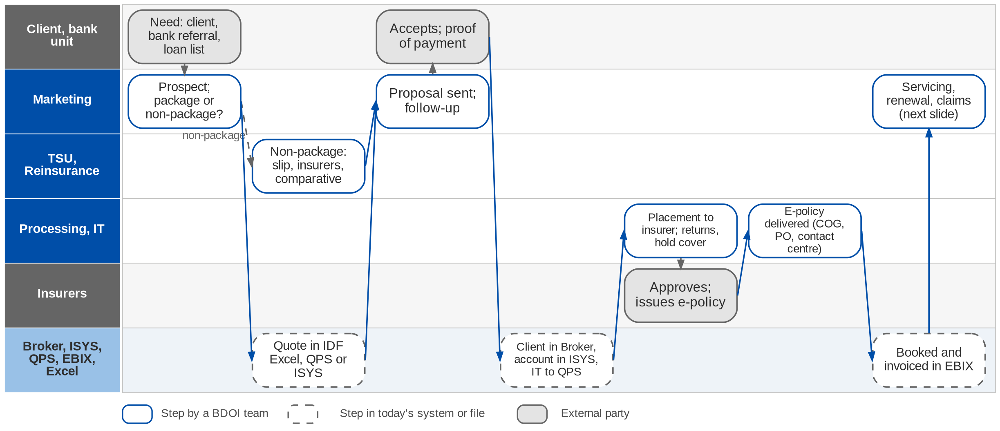 Client, bank
unit
Need: client,
bank referral,
loan list
Accepts; proof
of payment
Marketing
Prospect;
package or
non-package?
Proposal sent;
follow-up
Servicing,
renewal, claims
(next slide)
non-package
TSU,
Reinsurance
Non-package:
slip, insurers,
comparative
Processing, IT
Placement to
insurer; returns,
hold cover
E-policy
delivered (COG,
PO, contact
centre)
Insurers
Approves;
issues e-policy
Broker, ISYS,
QPS, EBIX,
Excel
Quote in IDF
Excel, QPS or
ISYS
Client in Broker,
account in ISYS,
IT to QPS
Booked and
invoiced in EBIX
Step by a BDOI team
Step in today's system or file
External party